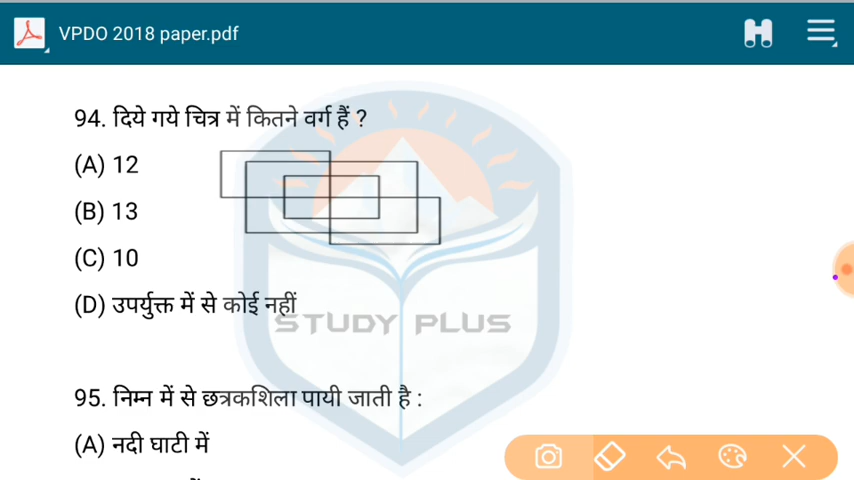 VPDO 2018 paper.pdf
94. दिये गये चित्र में कितने वर्ग हैं ?
(A) 12
(B) 13
(C) 10
(D) उपर्युक्त में से कोई नहीं
STUDY PLUS
95. निम्न में से छत्रकशिला पायी जाती है :
(A) नदी घाटी में